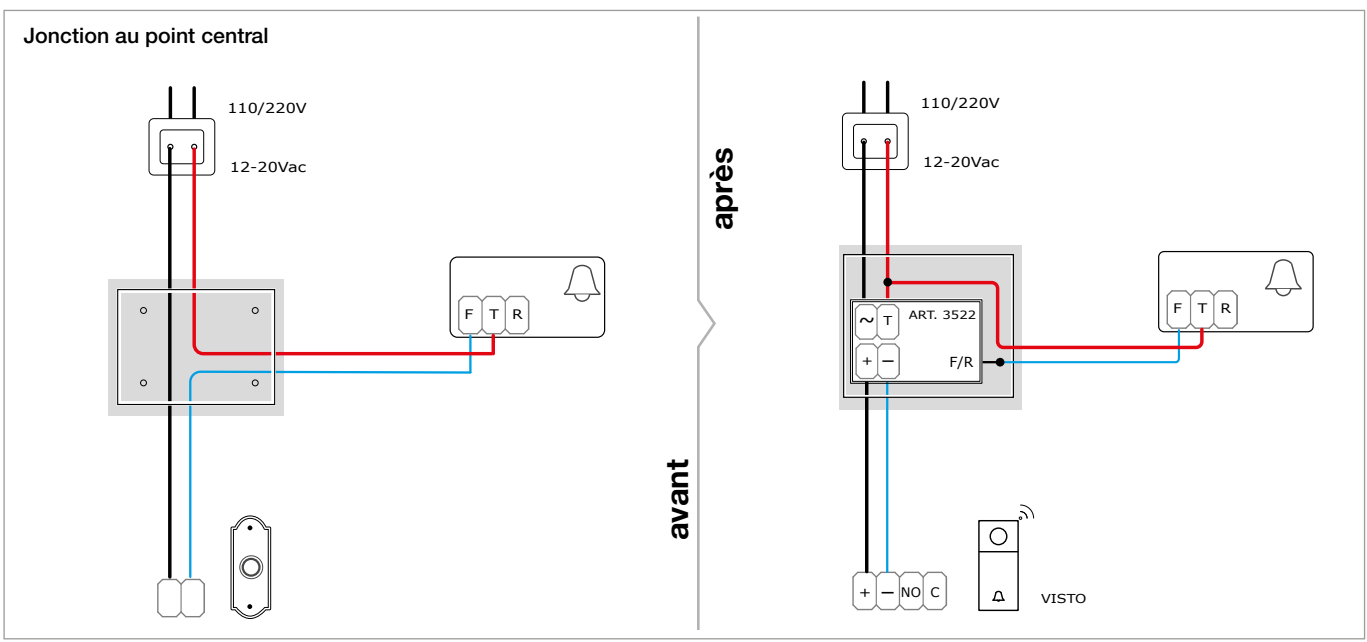 Jonction au point central
110/220V
12-20Vac
F T R
avant
après
110/220V
12-20Vac
~ T ART. 3522
+ − F/R
F T R
+ − NO C
VISTO